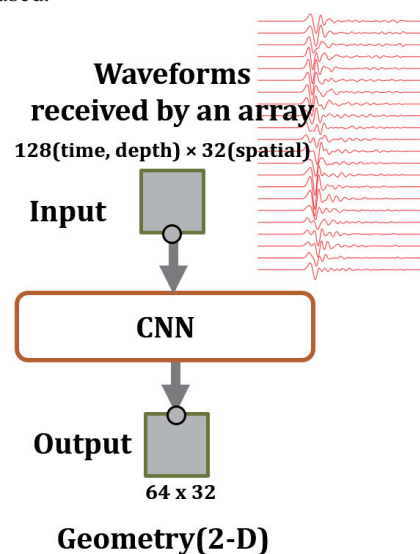 Waveforms
received by an array
128(time, depth) × 32(spatial)
Input
CNN
Output
64 x 32
Geometry(2-D)